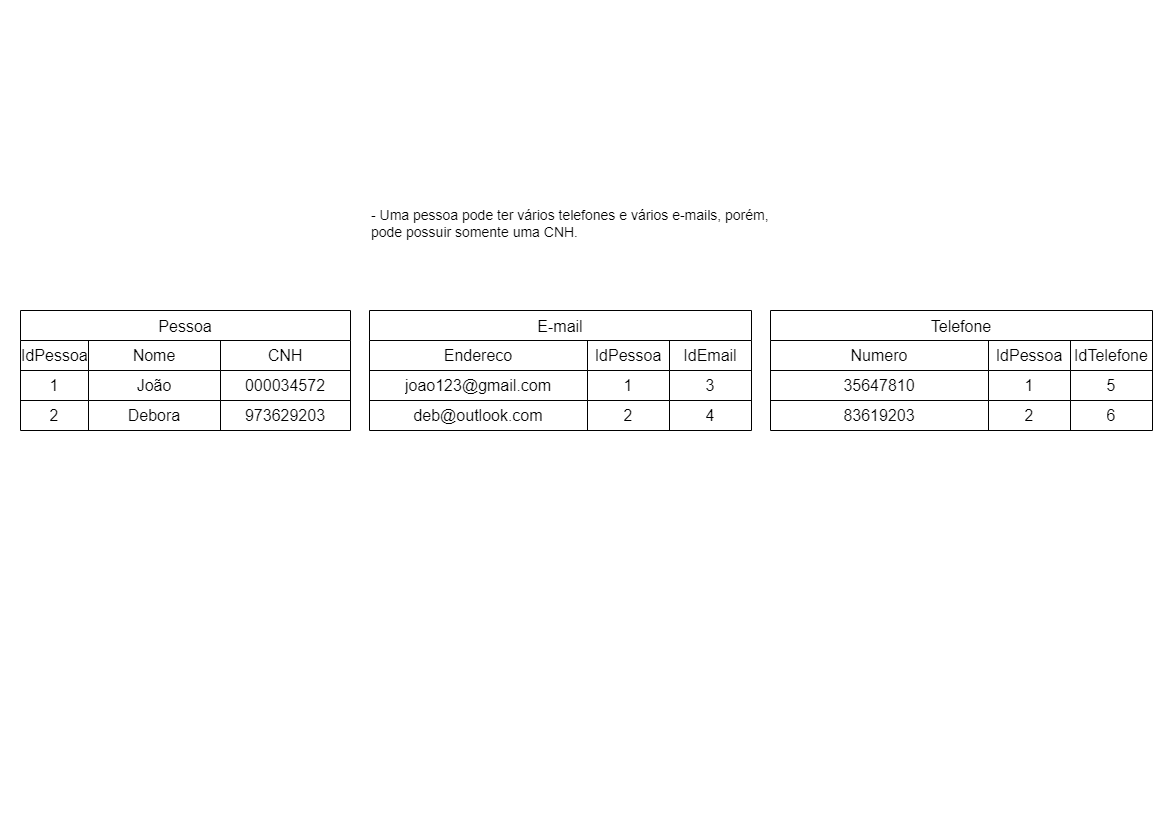 - Uma pessoa pode ter vários telefones e vários e-mails, porém,
pode possuir somente uma CNH.
Pessoa
IdPessoa Nome CNH
1 João 000034572
2 Debora 973629203
E-mail
Endereco IdPessoa IdEmail
joao123@gmail.com 1 3
deb@outlook.com 2 4
Telefone
Numero IdPessoa IdTelefone
35647810 1 5
83619203 2 6